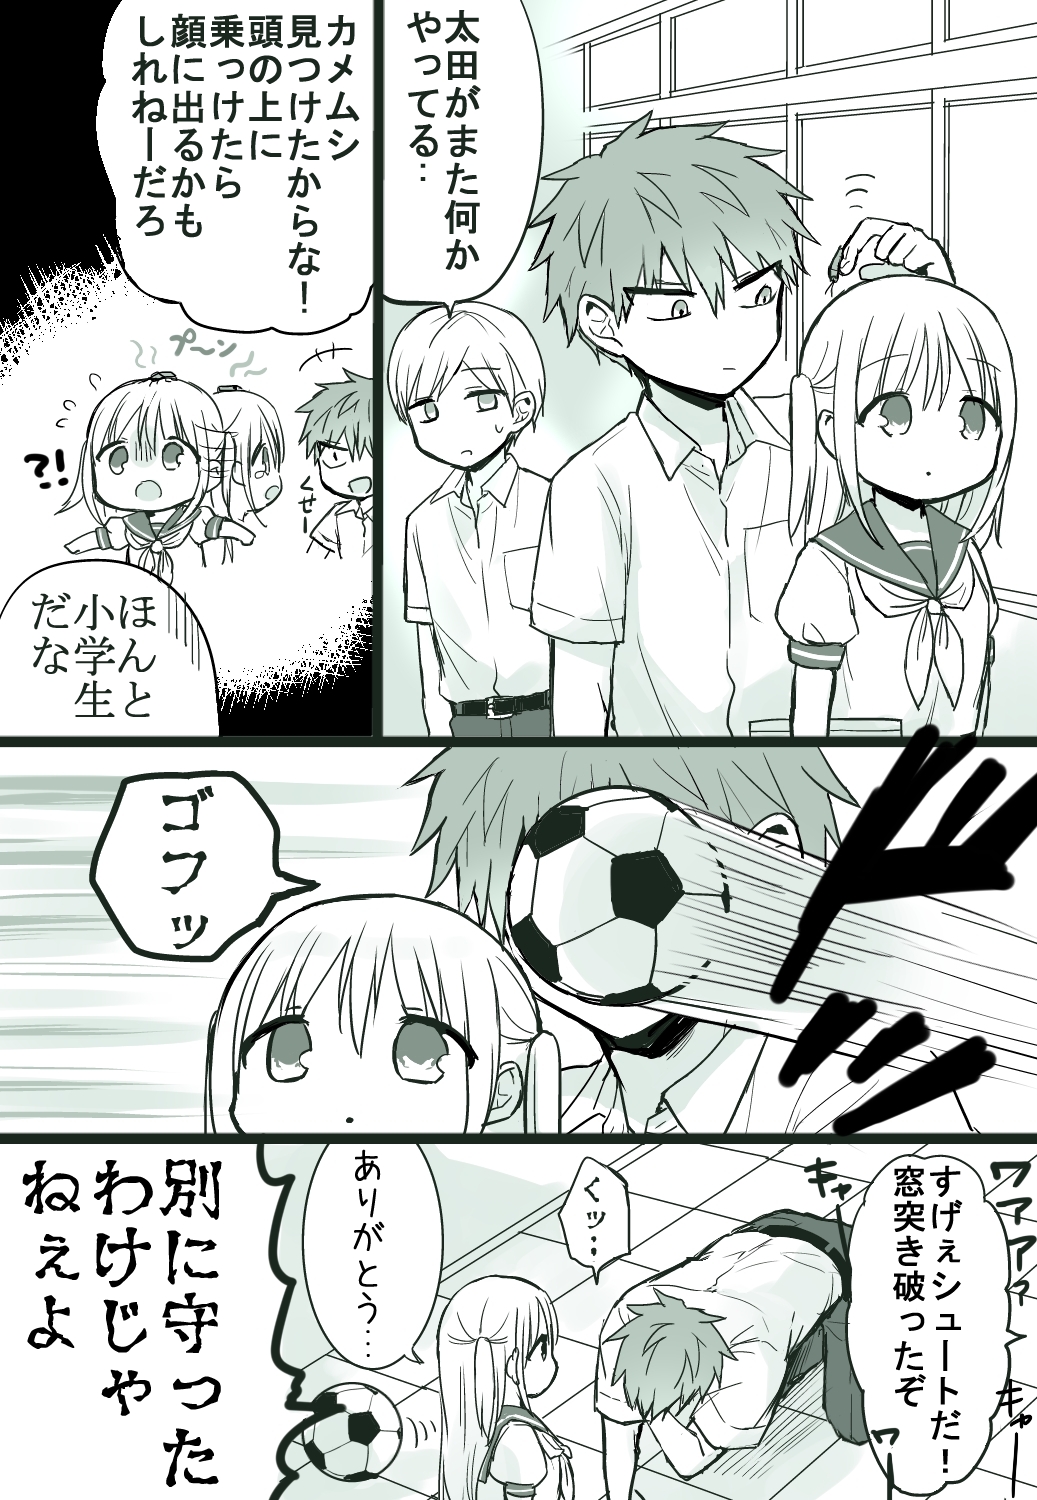 太田がまた何か
やってる‥
カメムシ
見つけたからな！
頭の上に
乗っけたら
顔に出るかも
しれねーだろ
プ〜ン
?!
くせー
ほんと
小学生
だな
ゴフッ
ワァアァッ
すげぇシュートだ！
窓突き破ったぞ
キャ
キャー
ワ
くッ…
ありがとう…
別に守った
わけじゃ
ねぇよ